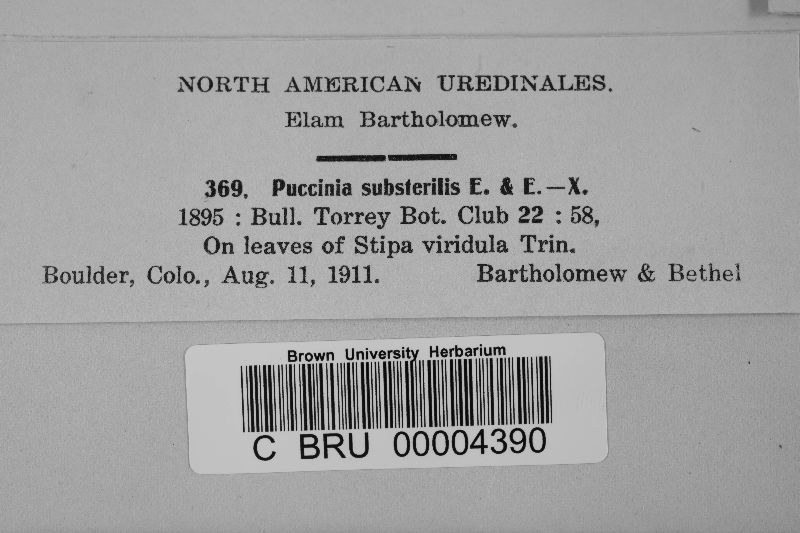 NORTH AMERICAN UREDINALES.
Elam Bartholomew.
369. Puccinia substerilis E. & E.—X.
1895 : Bull. Torrey Bot. Club 22 : 58,
On leaves of Stipa viridula Trin.
Boulder, Colo., Aug. 11, 1911. Bartholomew & Bethel
Brown University Herbarium
C BRU 00004390